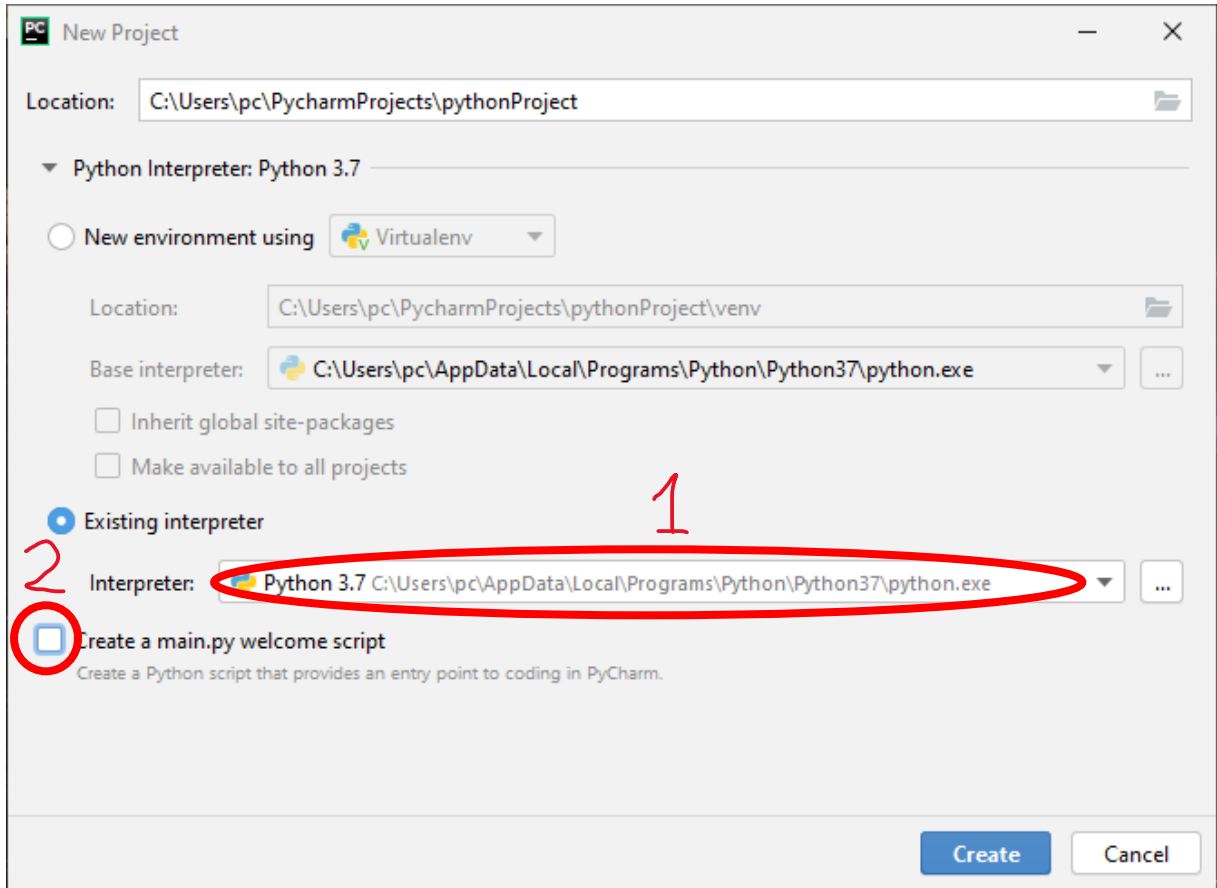 PC New Project
Location: C:\Users\pc\PycharmProjects\pythonProject
Python Interpreter: Python 3.7
New environment using Virtualenv
Location: C:\Users\pc\PycharmProjects\pythonProject\venv
Base interpreter: C:\Users\pc\AppData\Local\Programs\Python\Python37\python.exe ...
Inherit global site-packages
Make available to all projects
1
Existing interpreter
2
Interpreter: Python 3.7 C:\Users\pc\AppData\Local\Programs\Python\Python37\python.exe ...
Create a main.py welcome script
Create a Python script that provides an entry point to coding in PyCharm.
Create Cancel